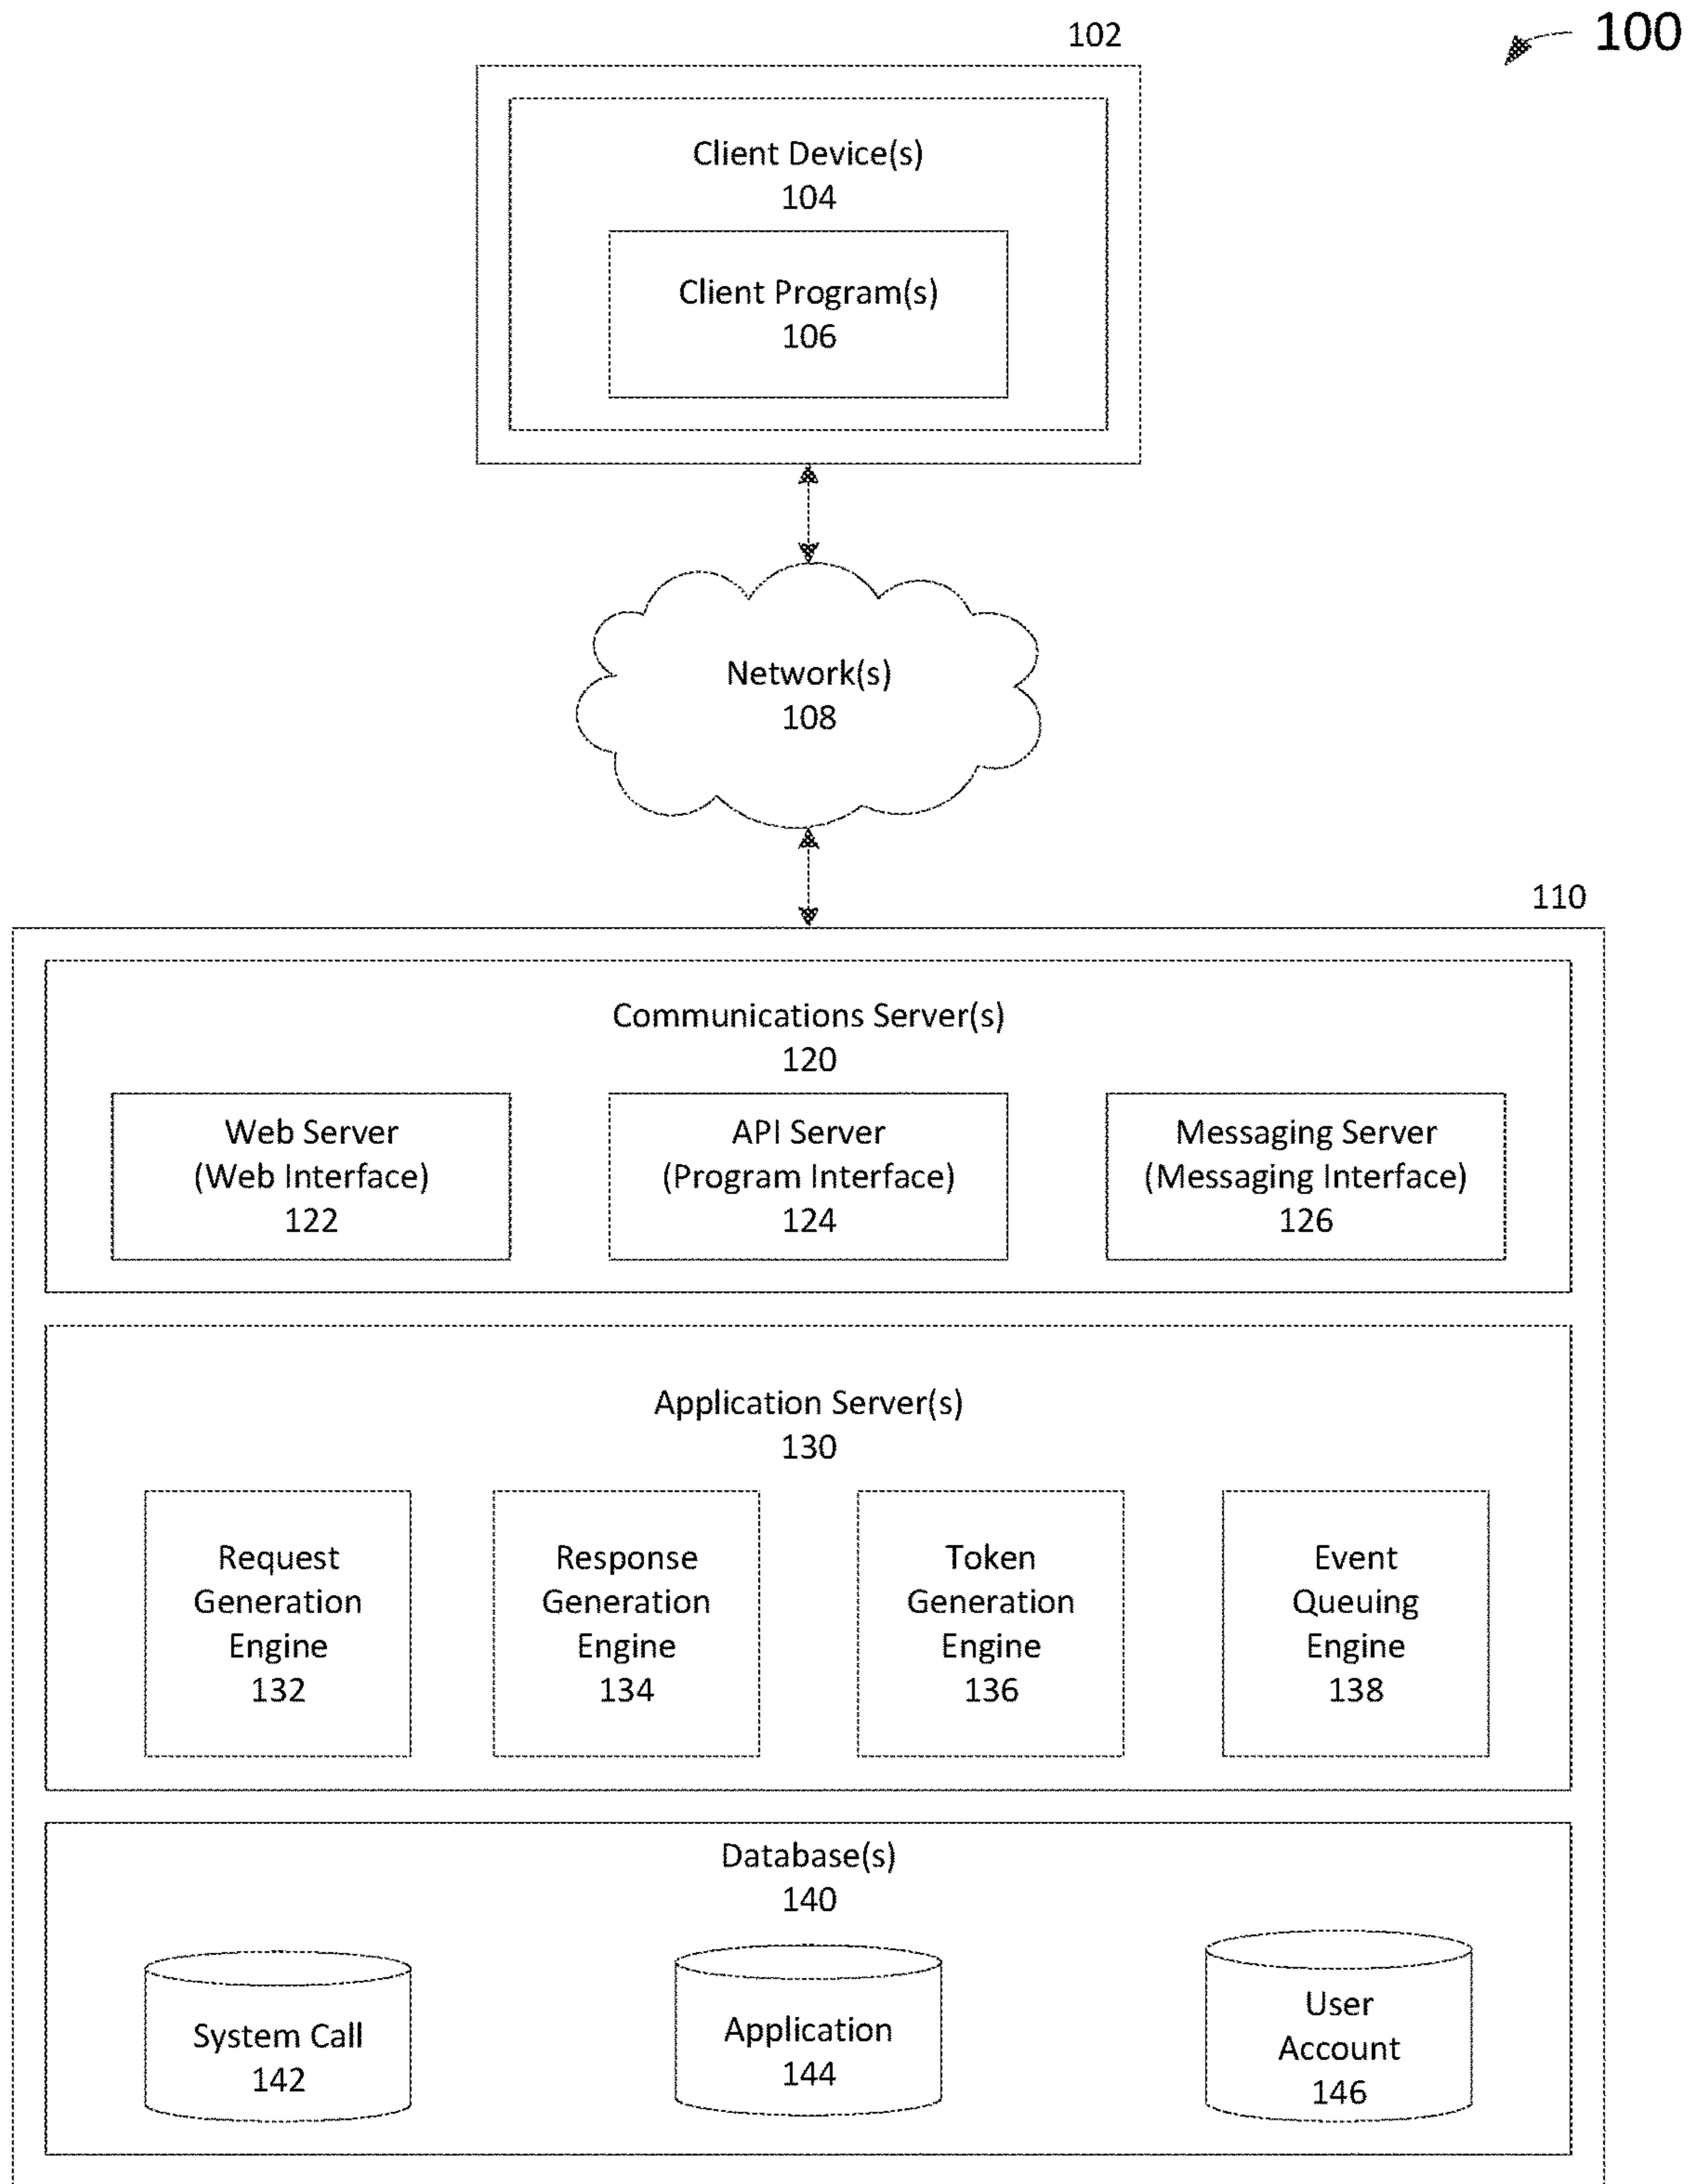 100
102
Client Device(s)
104
Client Program(s)
106
Network(s)
108
110
Communications Server(s)
120
Web Server
(Web Interface)
122
API Server
(Program Interface)
124
Messaging Server
(Messaging Interface)
126
Application Server(s)
130
Request
Generation
Engine
132
Response
Generation
Engine
134
Token
Generation
Engine
136
Event
Queuing
Engine
138
Database(s)
140
System Call
142
Application
144
User
Account
146